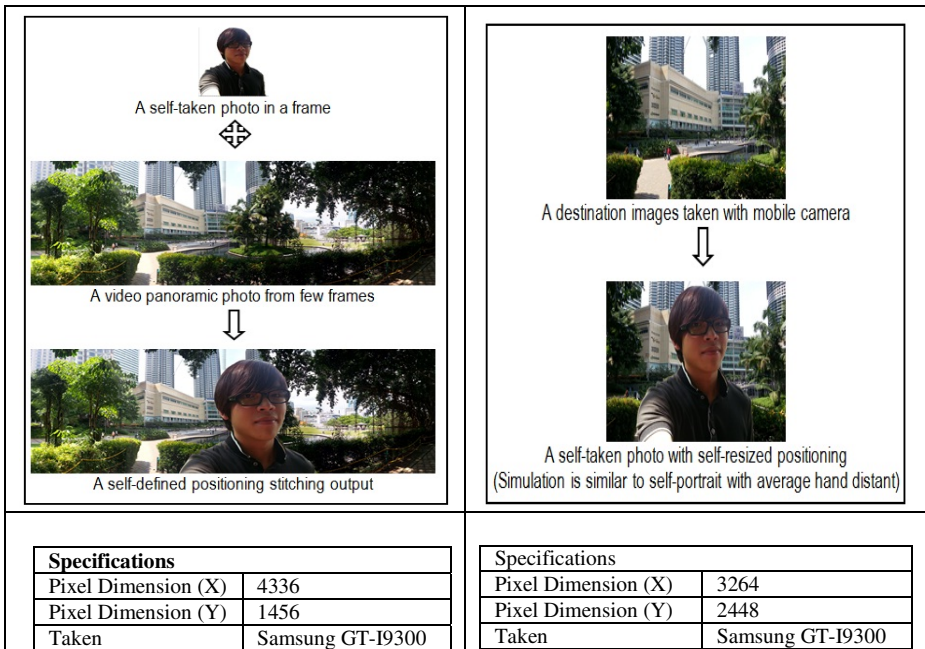 A self-taken photo in a frame
A video panoramic photo from few frames
A self-defined positioning stitching output
A destination images taken with mobile camera
A self-taken photo with self-resized positioning
(Simulation is similar to self-portrait with average hand distant)
Specifications
Pixel Dimension (X) 4336
Pixel Dimension (Y) 1456
Taken Samsung GT-I9300
Specifications
Pixel Dimension (X) 3264
Pixel Dimension (Y) 2448
Taken Samsung GT-I9300